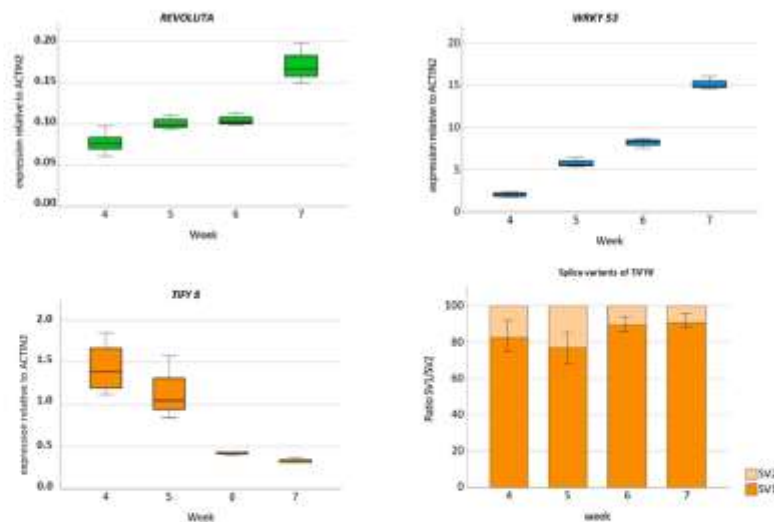 REVOLUTA
expression relative to ACTIN2
0.20
0.15
0.10
0.05
0.00
4 5 6 7
Week
WRKY 53
expression relative to ACTIN2
20
15
10
5
0
4 5 6 7
Week
TIFY 8
expression relative to ACTIN2
2.0
1.5
1.0
0.5
0.0
4 5 6 7
Week
Splice variants of TIFY8
Ratio SV1/SV2
100
80
60
40
20
0
4 5 6 7
week
SV2